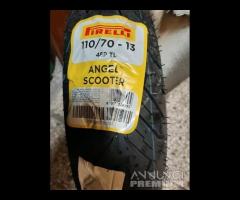 PIRELLI
110/70 - 13
48P TL
ANGEL
SCOOTER
ANNUNCI
PREMIUM